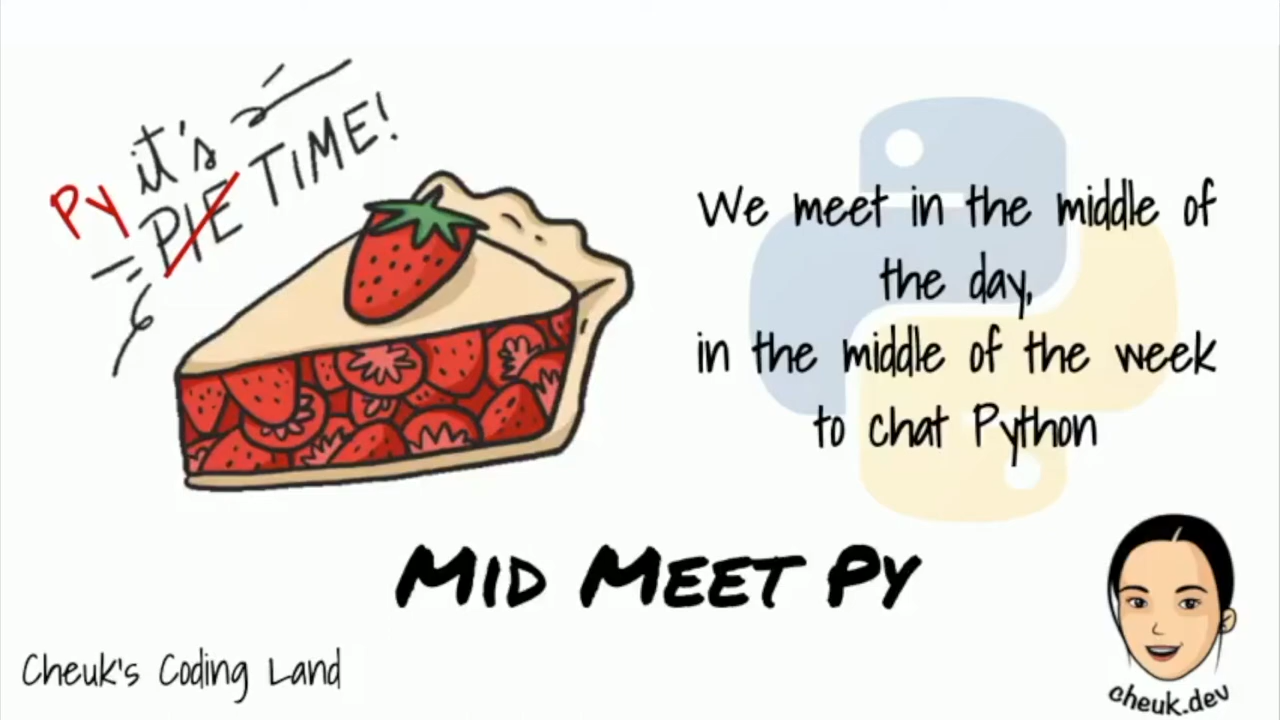 it's
Py
PIE TIME!
We meet in the middle of
the day,
in the middle of the week
to chat Python
Mid Meet Py
Cheuk's Coding Land
cheuk.dev